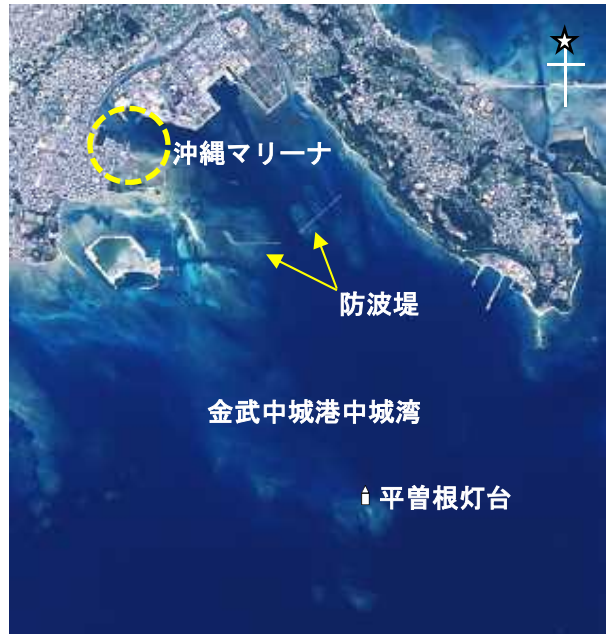 沖縄マリーナ
防波堤
金武中城港中城湾
平曽根灯台